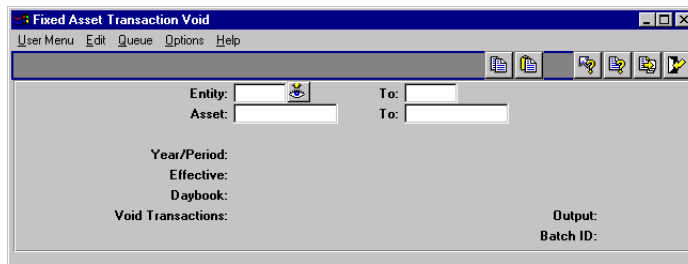 Fixed Asset Transaction Void
User Menu Edit Queue Options Help
Entity: To:
Asset: To:
Year/Period:
Effective:
Daybook:
Void Transactions: Output:
Batch ID: